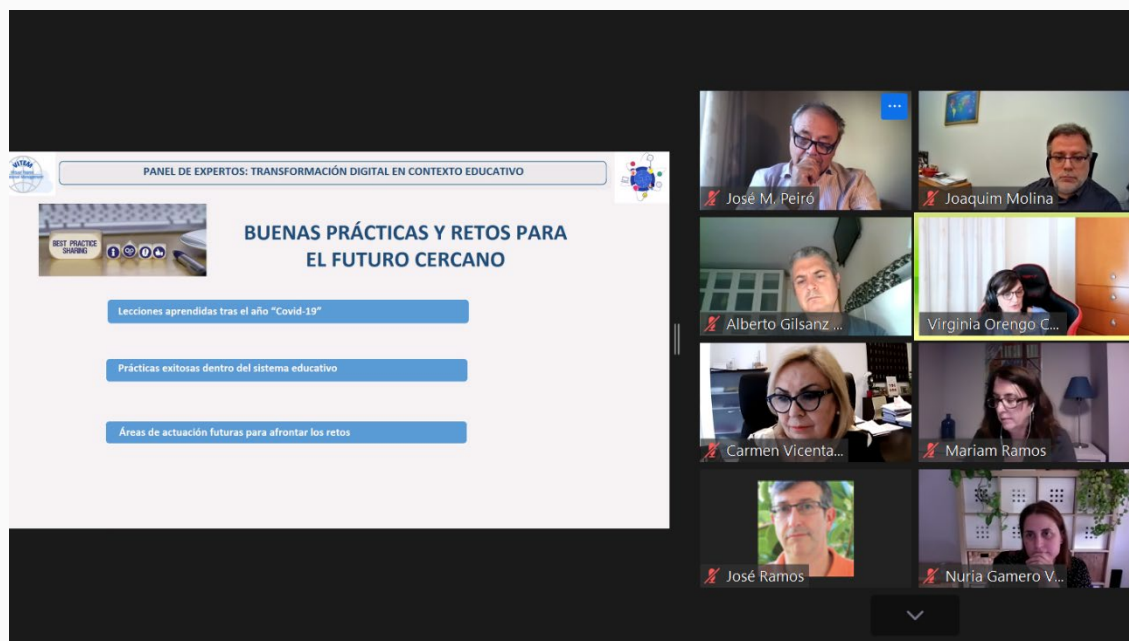 VITEM
PANEL DE EXPERTOS: TRANSFORMACIÓN DIGITAL EN CONTEXTO EDUCATIVO
BEST PRACTICE
SHARING
BUENAS PRÁCTICAS Y RETOS PARA
EL FUTURO CERCANO
Lecciones aprendidas tras el año “Covid-19”
Prácticas exitosas dentro del sistema educativo
Áreas de actuación futuras para afrontar los retos
José M. Peiró
Joaquim Molina
Alberto Gilsanz ...
Virginia Orengo C...
Carmen Vicenta...
Mariam Ramos
José Ramos
Nuria Gamero V...